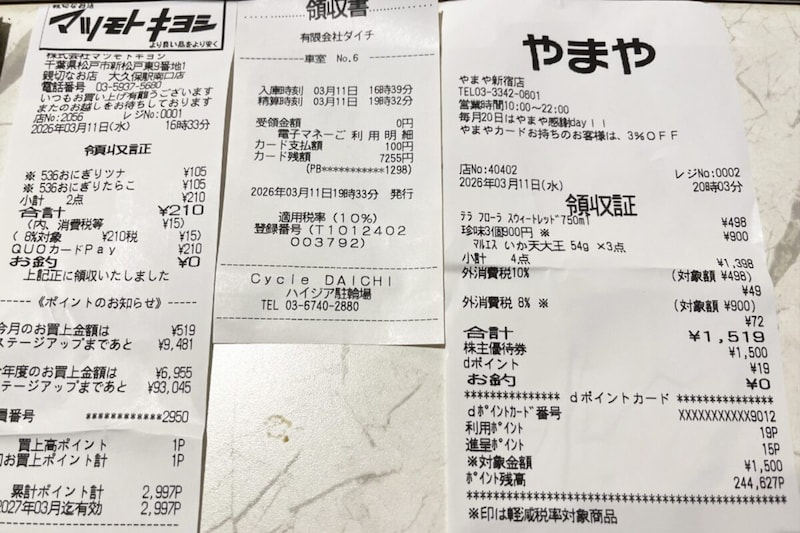 親切なお店
マツモトキヨシ
より良い品をより安く
株式会社マツモトキヨシ
千葉県松戸市新松戸東9番地1
親切なお店 大久保駅南口店
電話番号 03-5937-5680
いつもお買い上げ有難うございます
またのお越しをお待ちしております
店No:2056 レジNo:0001
2026年03月11日(水) 16時33分
領収証
※ 536おにぎりツナ ¥105
※ 536おにぎりたらこ ¥105
小計 2点 ¥210
合計 ¥210
(内、消費税等 ¥15)
( 8%対象 ¥210税 ¥15)
QUOカードPay ¥210
お釣 ¥0
上記正に領収いたしました
《ポイントのお知らせ》
今月のお買上金額は ¥519
ステージアップまであと ¥9,481
年度のお買上金額は ¥6,955
ステージアップまであと ¥93,045
員番号 ************2950
買上高ポイント 1P
お買上ポイント計 1P
累計ポイント計 2,997P
2027年03月迄有効 2,997P
領収書
有限会社ダイチ
車室 No.6
入庫時刻 03月11日 16時39分
精算時刻 03月11日 19時32分
受領金額 0円
電子マネーご利用明細
カード支払額 100円
カード残額 7255円
(PB***********1298)
2026年03月11日19時33分 発行
適用税率(10%)
登録番号(T1012402
003792)
Cycle DAICHI
ハイジア駐輪場
TEL 03-6740-2880
やまや
やまや新宿店
TEL03-3342-0601
営業時間10:00～22:00
毎月20日はやまや感謝day!!
やまやカードお持ちのお客様は、3%OFF
店No:40402 レジNo:0002
2026年03月11日(水) 20時03分
領収証
テラ フローラ スウィートレッド750ml ¥498
珍味3個900円 ※ ¥900
マルエス いか天大王 54g ×3点
小計 4点 ¥1,398
外消費税10% (対象額 ¥498)
¥49
外消費税 8% ※ (対象額 ¥900)
¥72
合計 ¥1,519
株主優待券 ¥1,500
dポイント ¥19
お釣 ¥0
************** dポイントカード **************
dポイントカード番号 XXXXXXXXXXX9012
利用ポイント 19P
進呈ポイント 15P
※対象金額 ¥1,500
ポイント残高 244,627P
※印は軽減税率対象商品